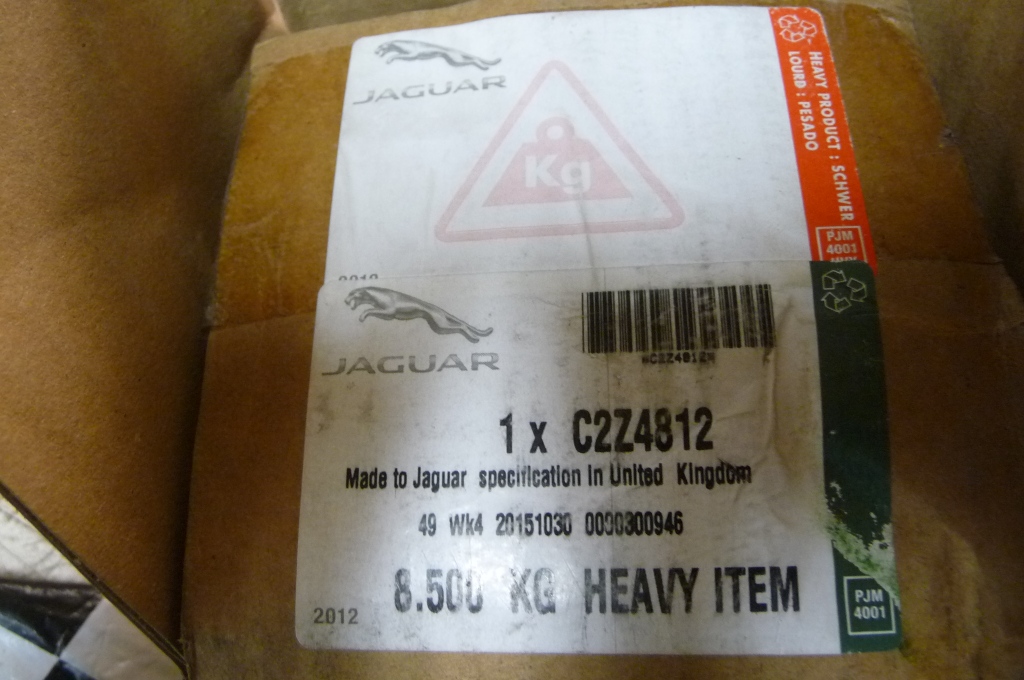 JAGUAR
Kg
HEAVY PRODUCT : SCHWER
LOURD : PESADO
PJM
4001
2012
JAGUAR
*C2Z4812*
1 x C2Z4812
Made to Jaguar specification in United Kingdom
49 Wk4 20151030 0000300946
8.500 KG HEAVY ITEM
2012
PJM
4001